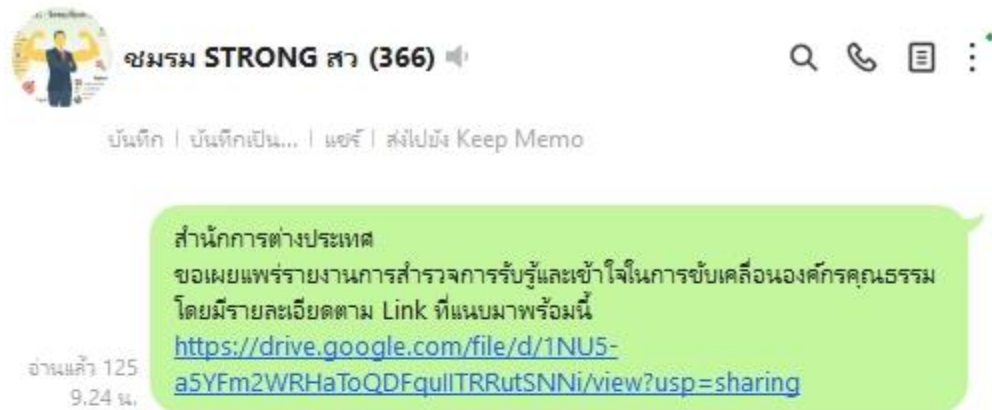 ชมรม STRONG สว (366)
บันทึก | บันทึกเป็น... | แชร์ | ส่งไปยัง Keep Memo
สำนักการต่างประเทศ
ขอเผยแพร่รายงานการสำรวจการรับรู้และเข้าใจในการขับเคลื่อนองค์กรคุณธรรม
โดยมีรายละเอียดตาม Link ที่แนบมาพร้อมนี้
https://drive.google.com/file/d/1NU5-
a5YFm2WRHaToQDFqulITRRutSNNi/view?usp=sharing
อ่านแล้ว 125
9.24 น.